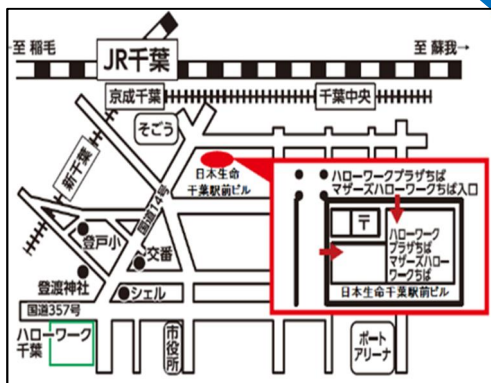 至 稲毛
JR千葉
至 蘇我
京成千葉
千葉中央
そごう
新千葉
日本生命
千葉駅前ビル
国道14号
登戸小
交番
登渡神社
シェル
国道357号
ハローワーク
千葉
市役所
ポート
アリーナ
ハローワークプラザちば
マザーズハローワークちば入口
〒
ハローワーク
プラザちば
マザーズハロー
ワークちば
日本生命千葉駅前ビル